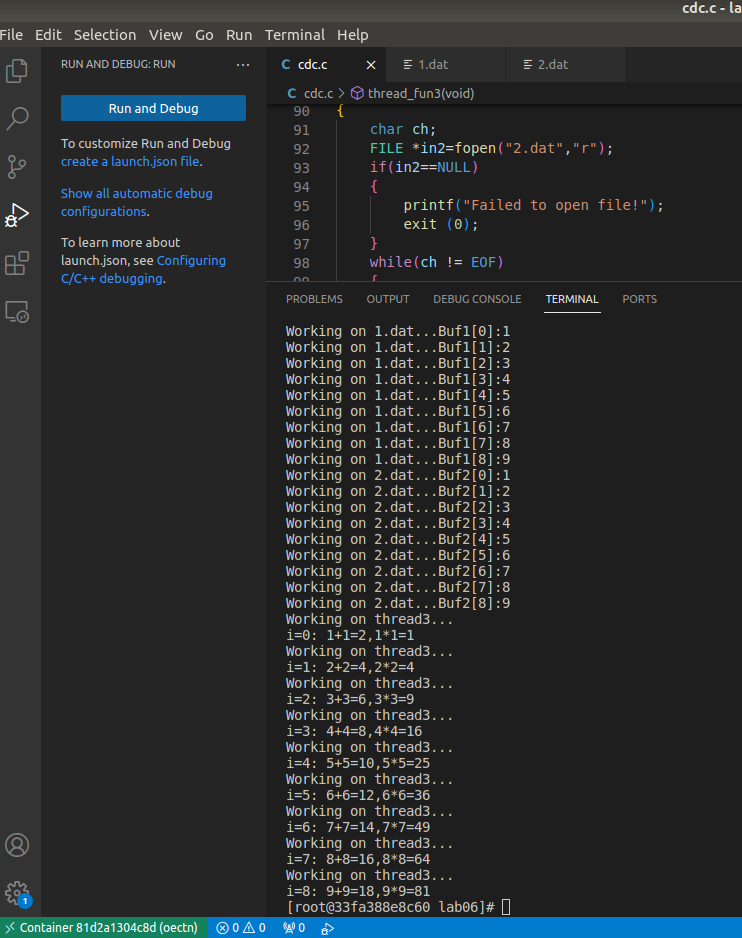 cdc.c - la
File Edit Selection View Go Run Terminal Help
RUN AND DEBUG: RUN ...
Run and Debug
To customize Run and Debug
create a launch.json file.
Show all automatic debug
configurations.
To learn more about
launch.json, see Configuring
C/C++ debugging.
C cdc.c × 1.dat 2.dat
C cdc.c > thread_fun3(void)
90 {
91 char ch;
92 FILE *in2=fopen("2.dat","r");
93 if(in2==NULL)
94 {
95 printf("Failed to open file!");
96 exit (0);
97 }
98 while(ch != EOF)
99 {
PROBLEMS OUTPUT DEBUG CONSOLE TERMINAL PORTS
Working on 1.dat...Buf1[0]:1
Working on 1.dat...Buf1[1]:2
Working on 1.dat...Buf1[2]:3
Working on 1.dat...Buf1[3]:4
Working on 1.dat...Buf1[4]:5
Working on 1.dat...Buf1[5]:6
Working on 1.dat...Buf1[6]:7
Working on 1.dat...Buf1[7]:8
Working on 1.dat...Buf1[8]:9
Working on 2.dat...Buf2[0]:1
Working on 2.dat...Buf2[1]:2
Working on 2.dat...Buf2[2]:3
Working on 2.dat...Buf2[3]:4
Working on 2.dat...Buf2[4]:5
Working on 2.dat...Buf2[5]:6
Working on 2.dat...Buf2[6]:7
Working on 2.dat...Buf2[7]:8
Working on 2.dat...Buf2[8]:9
Working on thread3...
i=0: 1+1=2,1*1=1
Working on thread3...
i=1: 2+2=4,2*2=4
Working on thread3...
i=2: 3+3=6,3*3=9
Working on thread3...
i=3: 4+4=8,4*4=16
Working on thread3...
i=4: 5+5=10,5*5=25
Working on thread3...
i=5: 6+6=12,6*6=36
Working on thread3...
i=6: 7+7=14,7*7=49
Working on thread3...
i=7: 8+8=16,8*8=64
Working on thread3...
i=8: 9+9=18,9*9=81
[root@33fa388e8c60 lab06]#
1
Container 81d2a1304c8d (oectn) 0 0 0